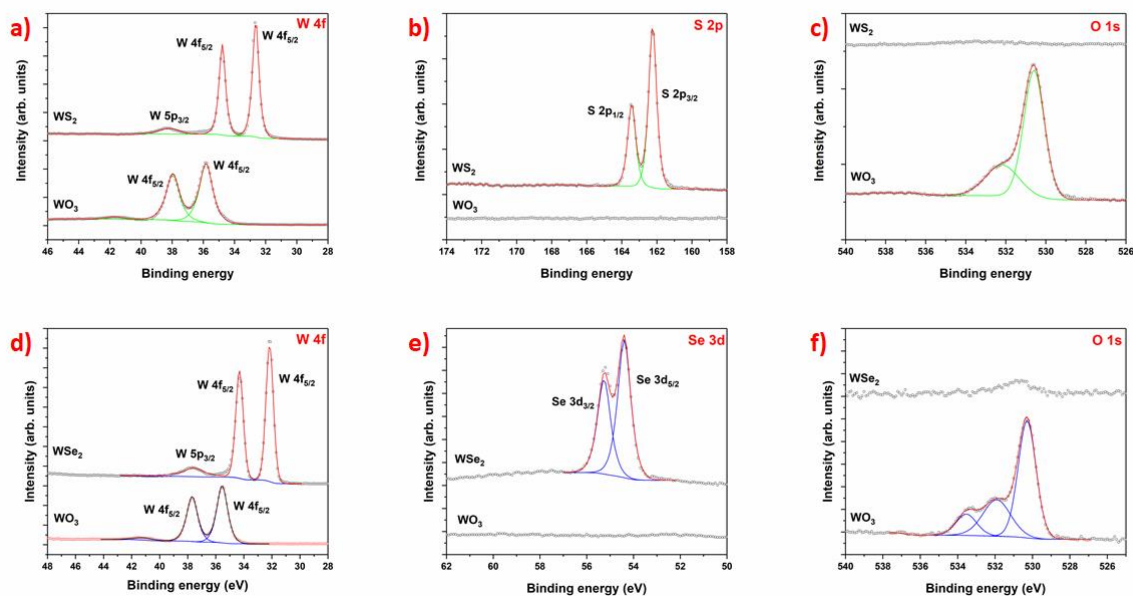 a)
W 4f
W 4f5/2
W 4f5/2
W 5p3/2
WS2
W 4f5/2
W 4f5/2
WO3
Intensity (arb. units)
46 44 42 40 38 36 34 32 30 28
Binding energy
b)
S 2p
S 2p1/2
S 2p3/2
WS2
WO3
Intensity (arb. units)
174 172 170 168 166 164 162 160 158
Binding energy
c)
O 1s
WS2
WO3
Intensity (arb. units)
540 538 536 534 532 530 528 526
Binding energy
d)
W 4f
W 4f5/2
W 4f5/2
W 5p3/2
WSe2
W 4f5/2
W 4f5/2
WO3
Intensity (arb. units)
48 46 44 42 40 38 36 34 32 30 28
Binding energy (eV)
e)
Se 3d
Se 3d5/2
Se 3d3/2
WSe2
WO3
Intensity (arb. units)
62 60 58 56 54 52 50
Binding energy (eV)
f)
O 1s
WSe2
WO3
Intensity (arb. units)
540 538 536 534 532 530 528 526
Binding energy (eV)